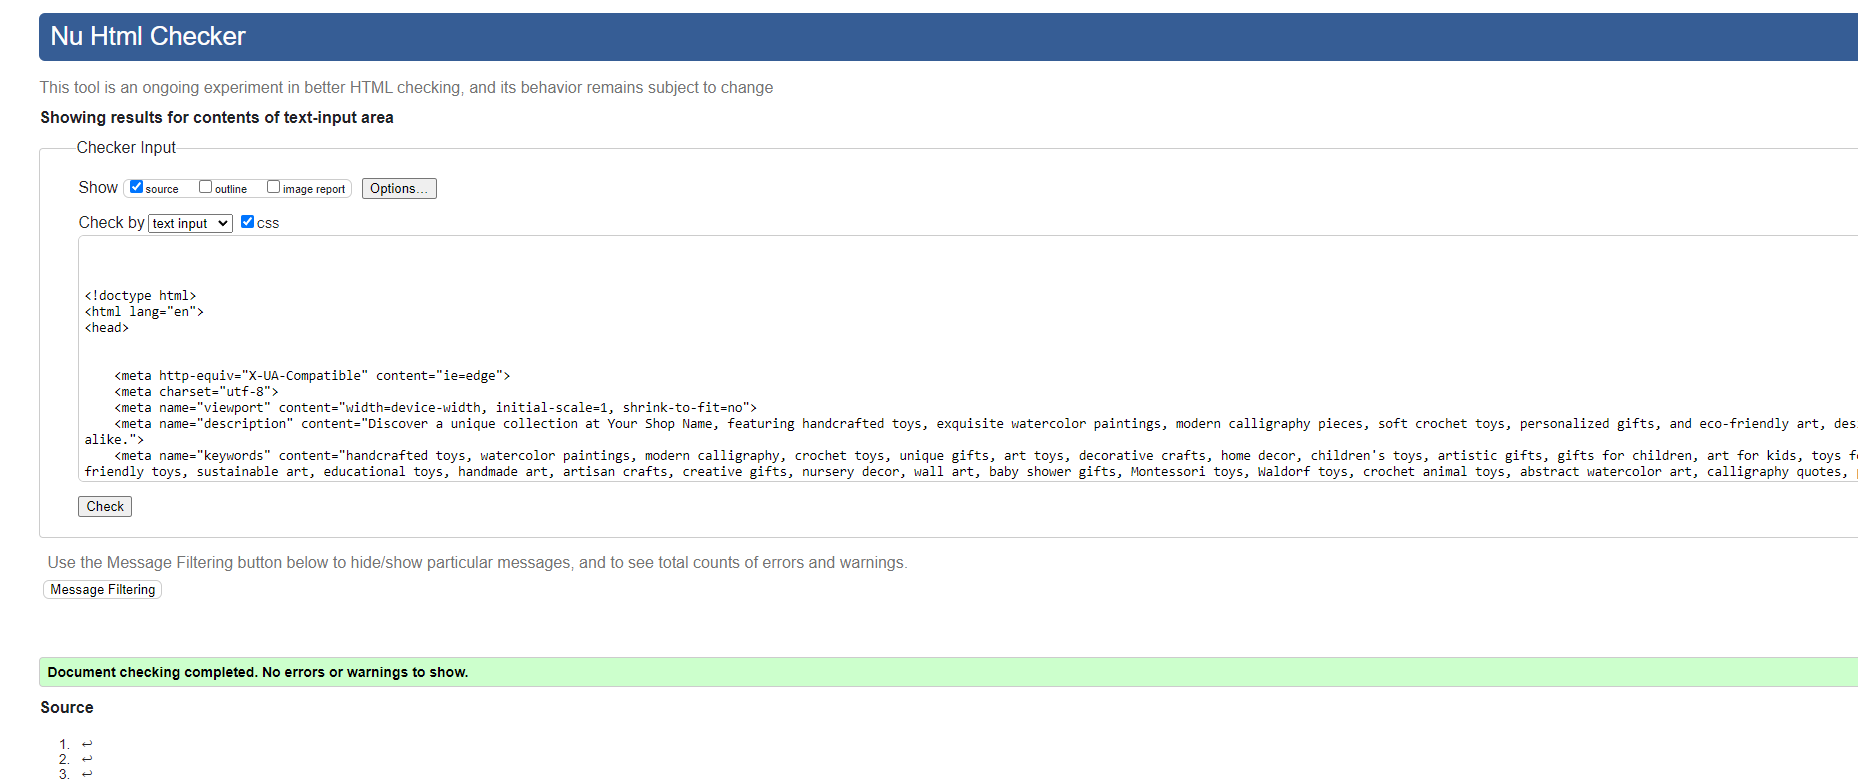 Nu Html Checker
This tool is an ongoing experiment in better HTML checking, and its behavior remains subject to change
Showing results for contents of text-input area
Checker Input
Show source outline image report Options...
Check by text input css
<!doctype html>
<html lang="en">
<head>
<meta http-equiv="X-UA-Compatible" content="ie=edge">
<meta charset="utf-8">
<meta name="viewport" content="width=device-width, initial-scale=1, shrink-to-fit=no">
<meta name="description" content="Discover a unique collection at Your Shop Name, featuring handcrafted toys, exquisite watercolor paintings, modern calligraphy pieces, soft crochet toys, personalized gifts, and eco-friendly art, des
alike.">
<meta name="keywords" content="handcrafted toys, watercolor paintings, modern calligraphy, crochet toys, unique gifts, art toys, decorative crafts, home decor, children's toys, artistic gifts, gifts for children, art for kids, toys f
friendly toys, sustainable art, educational toys, handmade art, artisan crafts, creative gifts, nursery decor, wall art, baby shower gifts, Montessori toys, Waldorf toys, crochet animal toys, abstract watercolor art, calligraphy quotes,
Check
Use the Message Filtering button below to hide/show particular messages, and to see total counts of errors and warnings.
Message Filtering
Document checking completed. No errors or warnings to show.
Source
1. ↩
2. ↩
3. ↩